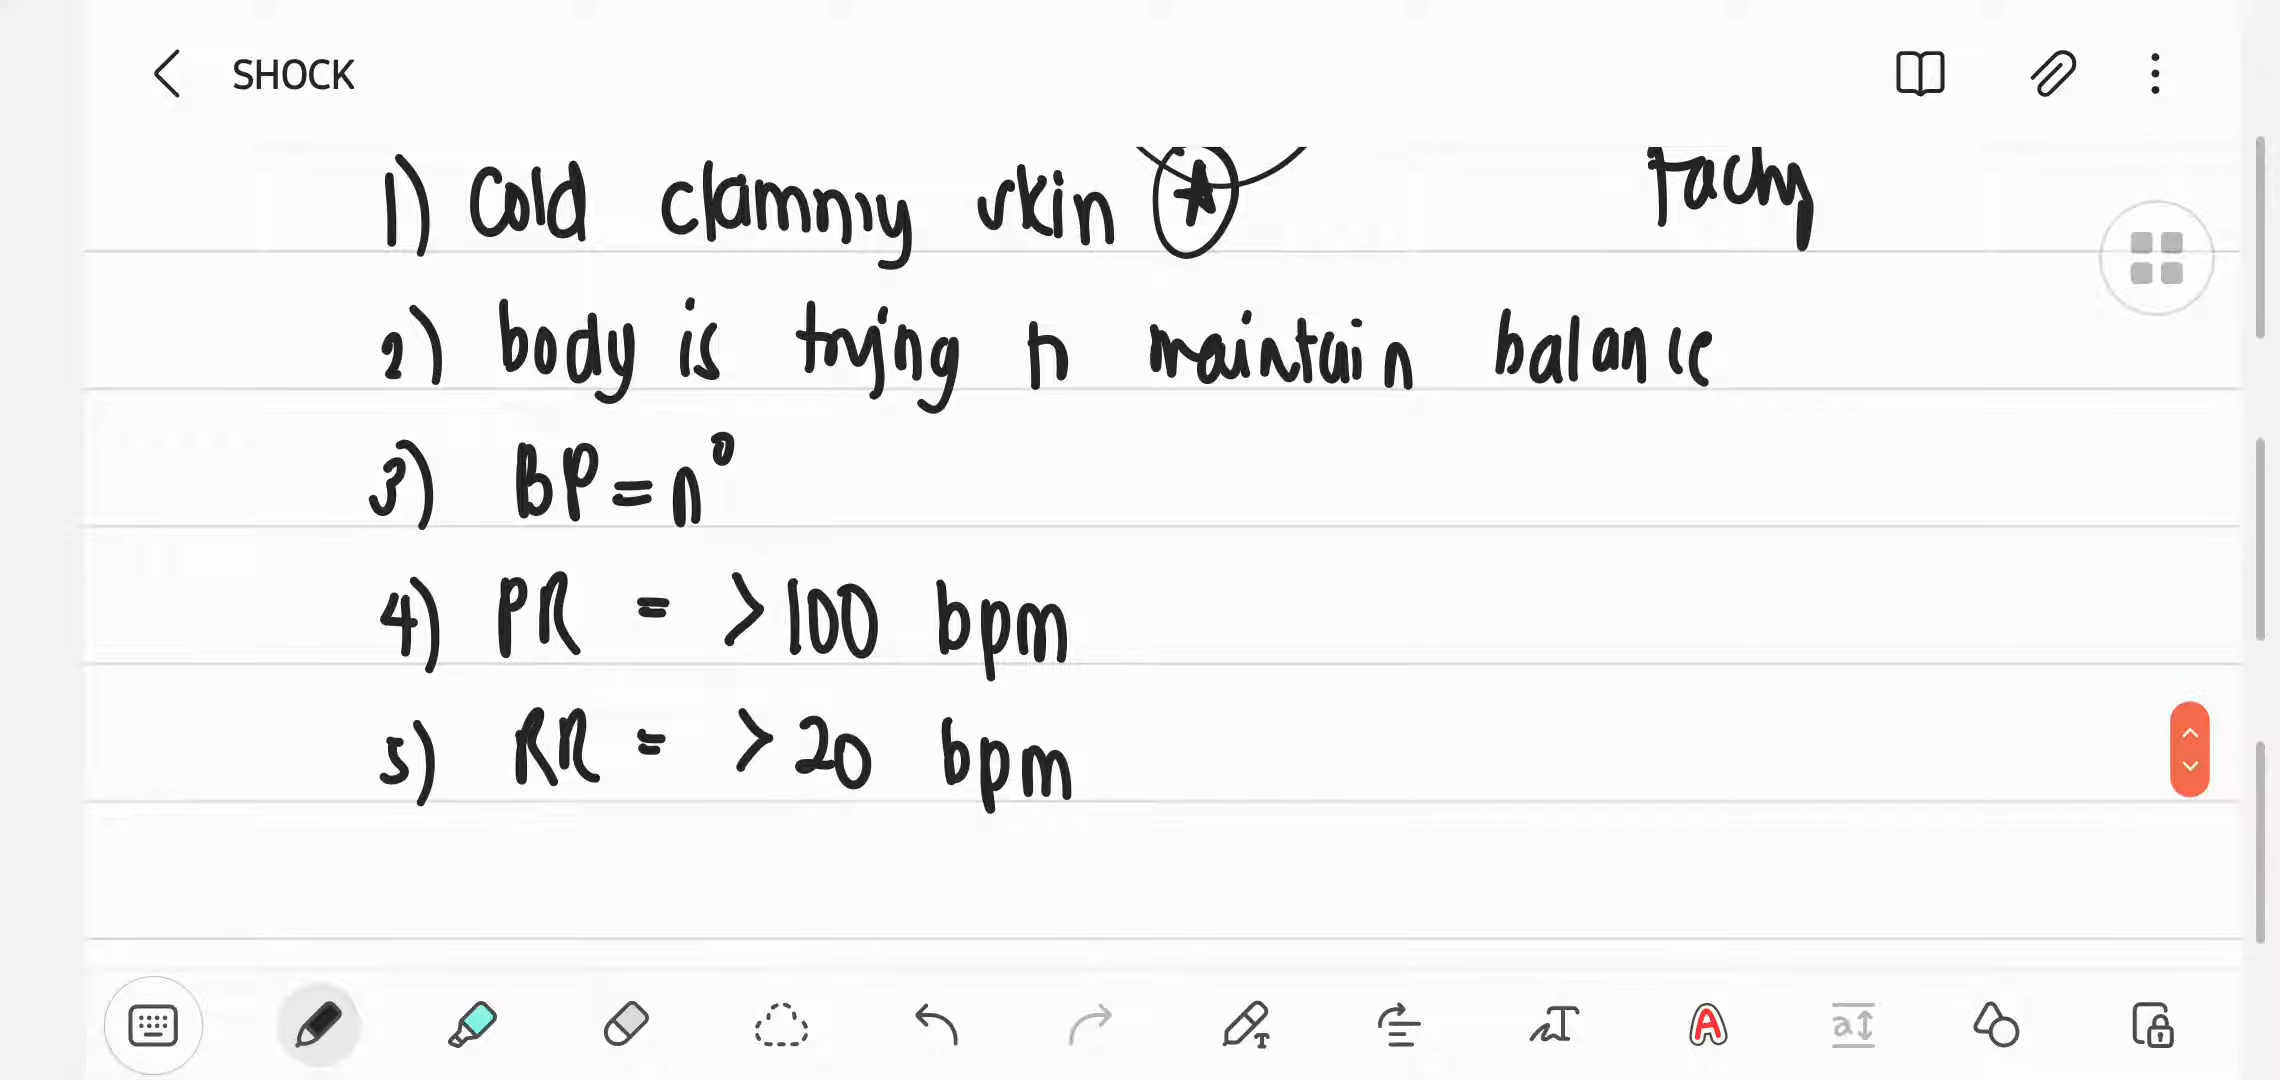 SHOCK
tachy
1) Cold clammy skin
2) body is trying to maintain balance
3) BP = n°
4) PR = >100 bpm
5) RR = >20 bpm